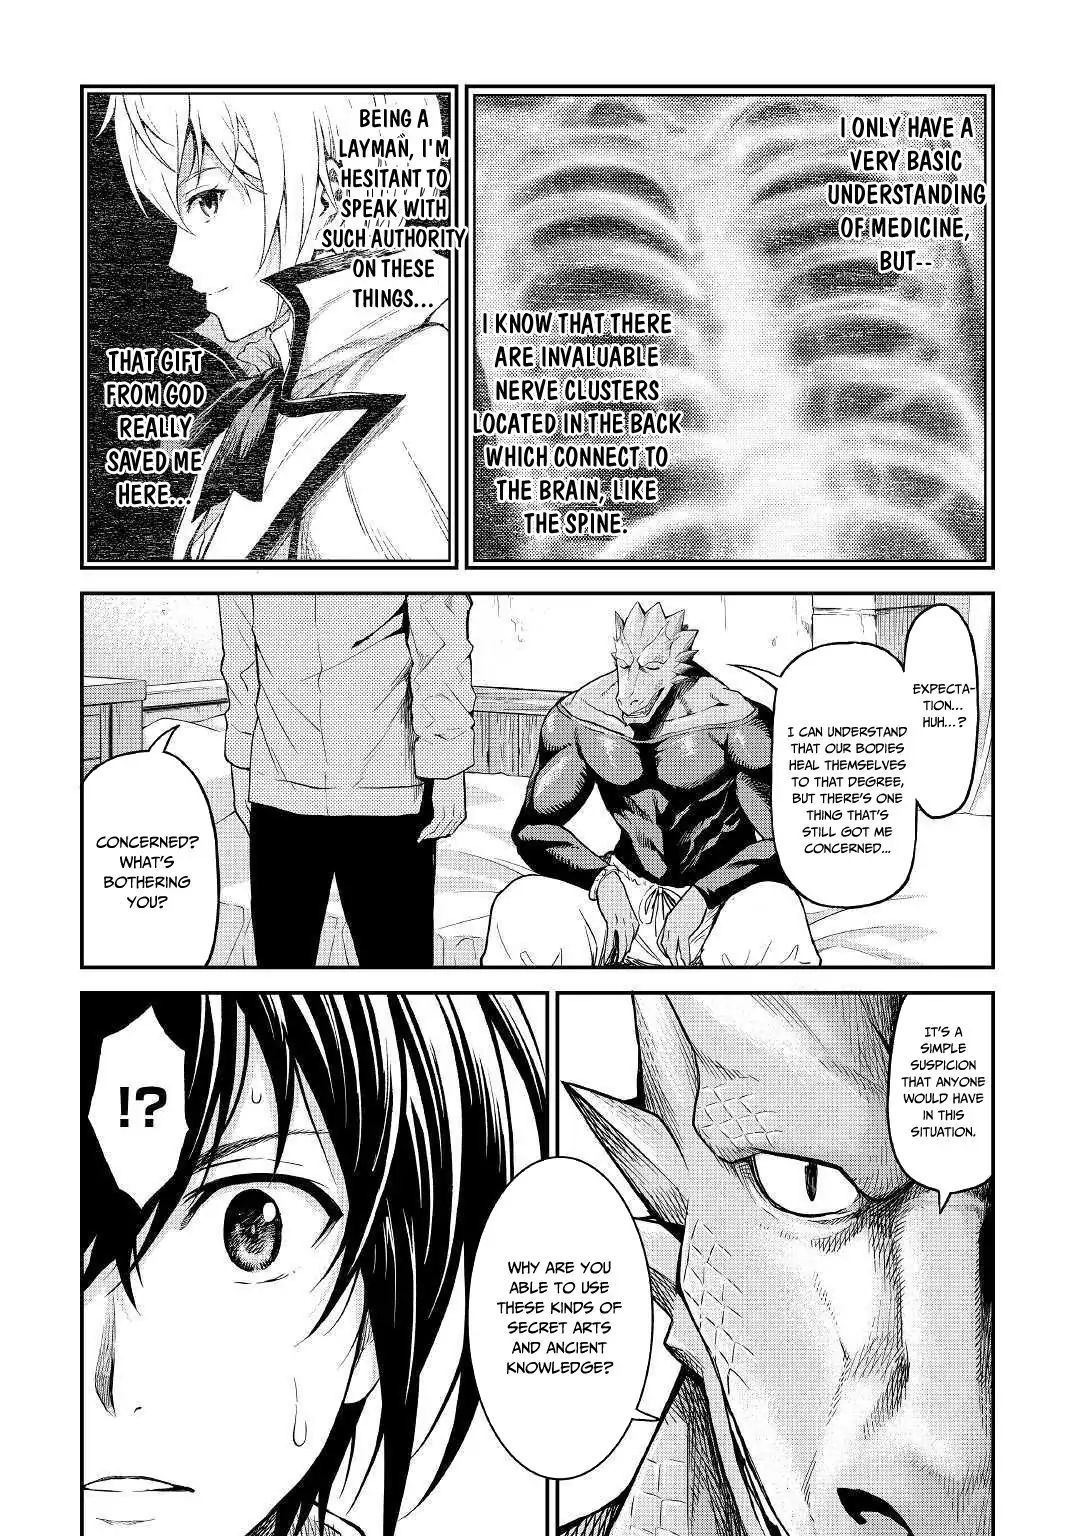 I ONLY HAVE A
VERY BASIC
UNDERSTANDING
OF MEDICINE,
BUT--
I KNOW THAT THERE
ARE INVALUABLE
NERVE CLUSTERS
LOCATED IN THE BACK
WHICH CONNECT TO
THE BRAIN, LIKE
THE SPINE.
BEING A
LAYMAN, I'M
HESITANT TO
SPEAK WITH
SUCH AUTHORITY
ON THESE
THINGS...
THAT GIFT
FROM GOD
REALLY
SAVED ME
HERE...
EXPECTA-
TION...
HUH...?
I CAN UNDERSTAND
THAT OUR BODIES
HEAL THEMSELVES
TO THAT DEGREE,
BUT THERE'S ONE
THING THAT'S
STILL GOT ME
CONCERNED...
CONCERNED?
WHAT'S
BOTHERING
YOU?
IT'S A
SIMPLE
SUSPICION
THAT ANYONE
WOULD HAVE
IN THIS
SITUATION.
WHY ARE YOU
ABLE TO USE
THESE KINDS OF
SECRET ARTS
AND ANCIENT
KNOWLEDGE?
!?